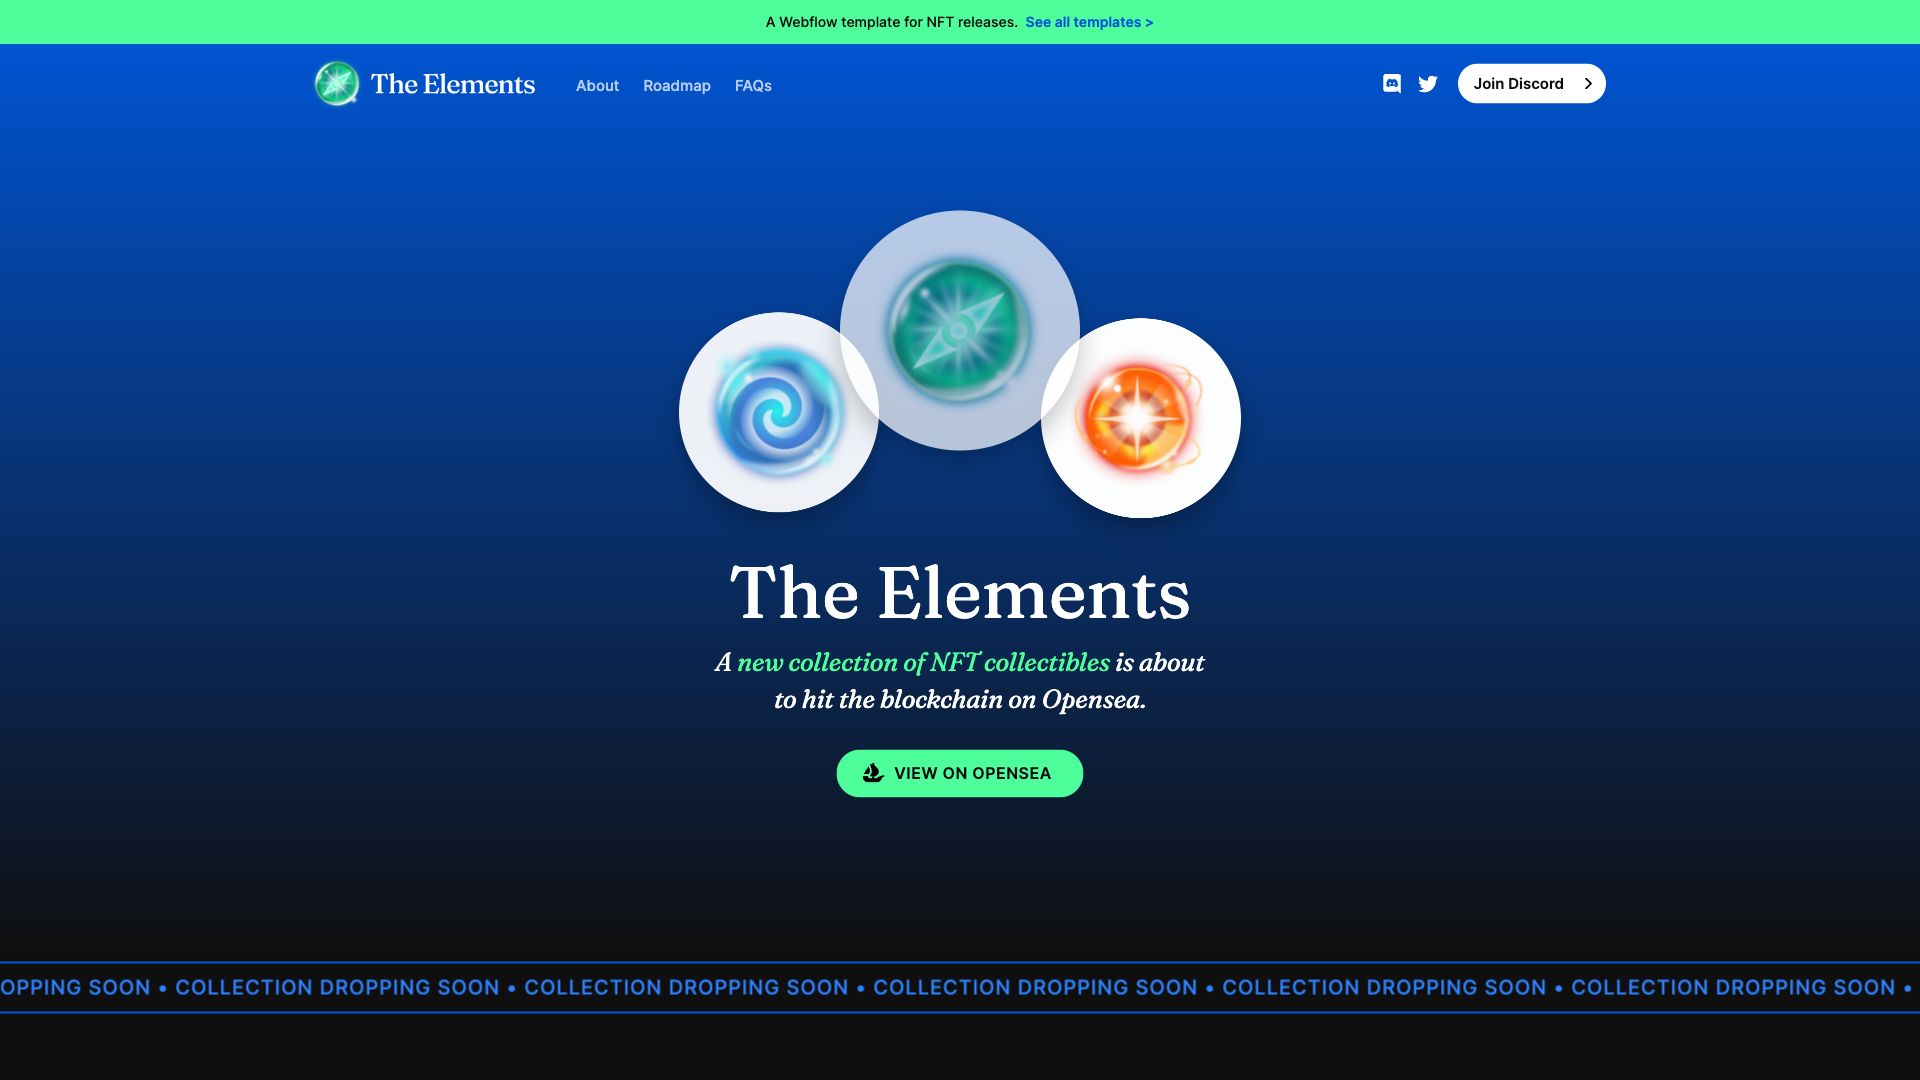 A Webflow template for NFT releases. See all templates >
The Elements
About
Roadmap
FAQs
Join Discord
The Elements
A new collection of NFT collectibles is about
to hit the blockchain on Opensea.
VIEW ON OPENSEA
OPPING SOON • COLLECTION DROPPING SOON • COLLECTION DROPPING SOON • COLLECTION DROPPING SOON • COLLECTION DROPPING SOON • COLLECTION DROPPING SOON •